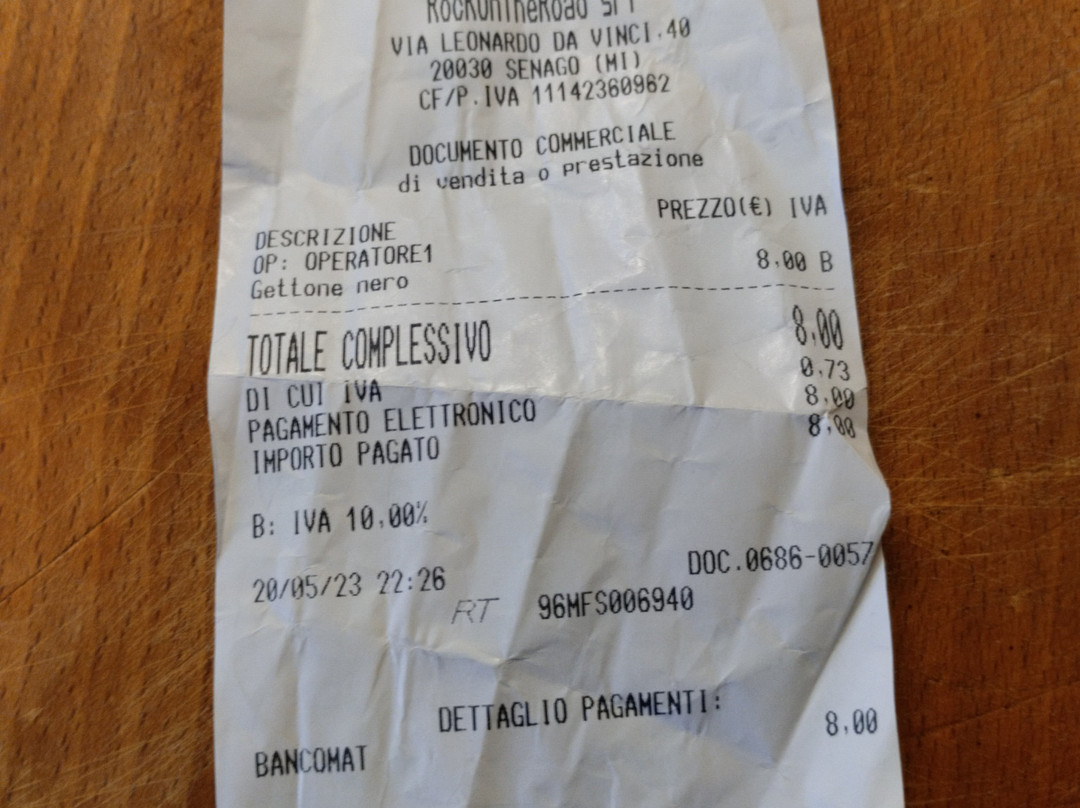 RockOnTheRoad srl
VIA LEONARDO DA VINCI,40
20030 SENAGO (MI)
CF/P.IVA 11142360962
DOCUMENTO COMMERCIALE
di vendita o prestazione
DESCRIZIONE PREZZO(€) IVA
OP: OPERATORE1
Gettone nero 8,00 B
TOTALE COMPLESSIVO 8,00
DI CUI IVA 0,73
PAGAMENTO ELETTRONICO 8,00
IMPORTO PAGATO 8,00
B: IVA 10,00%
20/05/23 22:26 DOC.0686-0057
RT 96MFS006940
DETTAGLIO PAGAMENTI:
BANCOMAT 8,00